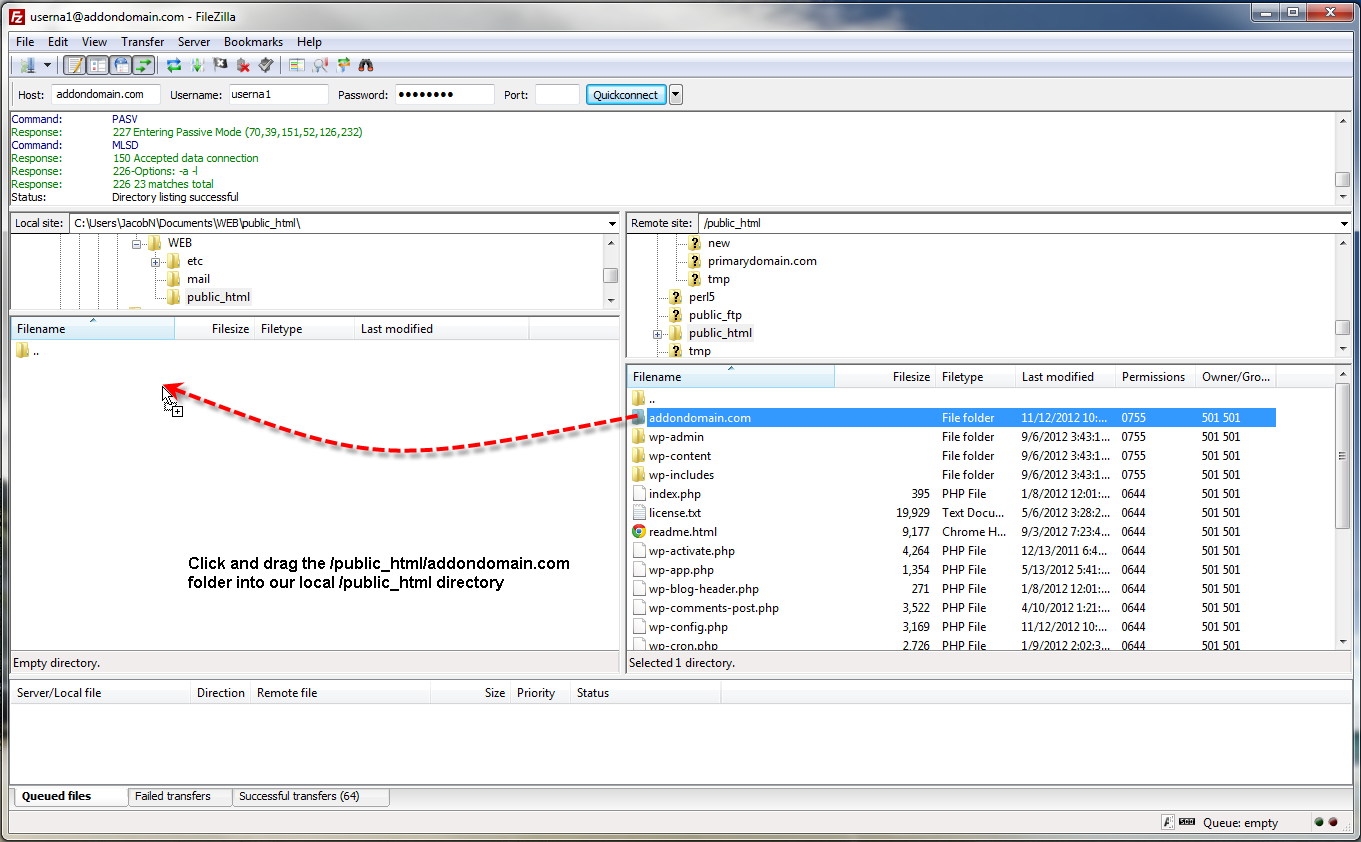 userna1@addondomain.com - FileZilla
File Edit View Transfer Server Bookmarks Help
Host: addondomain.com Username: userna1 Password: ●●●●●●●● Port: Quickconnect
Command: PASV
Response: 227 Entering Passive Mode (70,39,151,52,126,232)
Command: MLSD
Response: 150 Accepted data connection
Response: 226-Options: -a -l
Response: 226 23 matches total
Status: Directory listing successful
Local site: C:\Users\JacobN\Documents\WEB\public_html\
WEB
etc
mail
public_html
Filename Filesize Filetype Last modified
..
Click and drag the /public_html/addondomain.com
folder into our local /public_html directory
Empty directory.
Remote site: /public_html
new
primarydomain.com
tmp
perl5
public_ftp
public_html
tmp
Filename Filesize Filetype Last modified Permissions Owner/Gro...
..
addondomain.com File folder 11/12/2012 10:... 0755 501 501
wp-admin File folder 9/6/2012 3:43:1... 0755 501 501
wp-content File folder 9/6/2012 3:43:1... 0755 501 501
wp-includes File folder 9/6/2012 3:43:1... 0755 501 501
index.php 395 PHP File 1/8/2012 12:01:... 0644 501 501
license.txt 19,929 Text Docu... 5/6/2012 3:28:2... 0644 501 501
readme.html 9,177 Chrome H... 9/3/2012 7:23:4... 0644 501 501
wp-activate.php 4,264 PHP File 12/13/2011 6:4... 0644 501 501
wp-app.php 1,354 PHP File 5/13/2012 5:41:... 0644 501 501
wp-blog-header.php 271 PHP File 1/8/2012 12:01:... 0644 501 501
wp-comments-post.php 3,522 PHP File 4/10/2012 1:21:... 0644 501 501
wp-config.php 3,169 PHP File 11/12/2012 10:... 0644 501 501
wp-cron.php 2,726 PHP File 1/9/2012 2:02:3... 0644 501 501
Selected 1 directory.
Server/Local file Direction Remote file Size Priority Status
Queued files Failed transfers Successful transfers (64)
Queue: empty